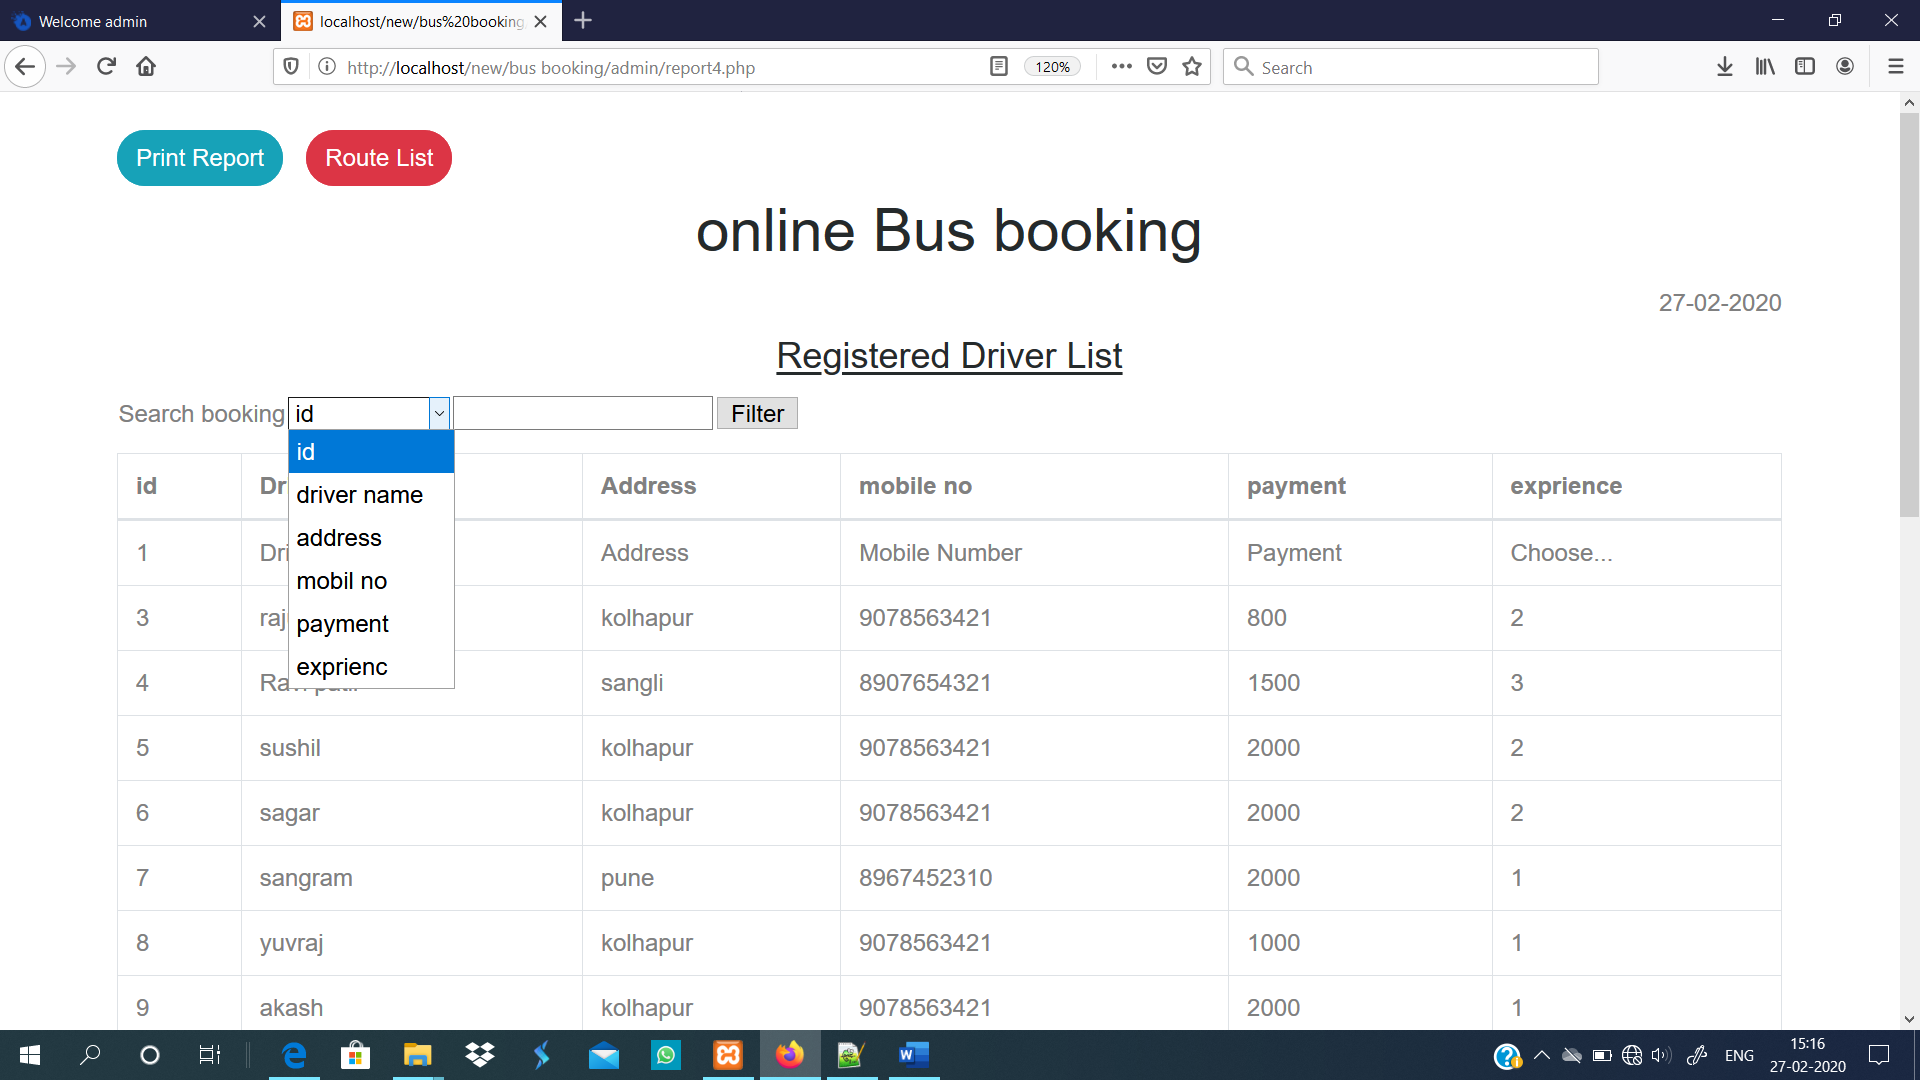 Welcome admin
localhost/new/bus%20booking
http://localhost/new/bus booking/admin/report4.php
120%
Search
Print Report
Route List
online Bus booking
27-02-2020
Registered Driver List
Search booking id Filter
id
driver name
address
mobil no
payment
exprienc
id Dr Address mobile no payment exprience
1 Dri Address Mobile Number Payment Choose...
3 raj kolhapur 9078563421 800 2
4 sangli 8907654321 1500 3
5 sushil kolhapur 9078563421 2000 2
6 sagar kolhapur 9078563421 2000 2
7 sangram pune 8967452310 2000 1
8 yuvraj kolhapur 9078563421 1000 1
9 akash kolhapur 9078563421 2000 1
ENG
15:16
27-02-2020